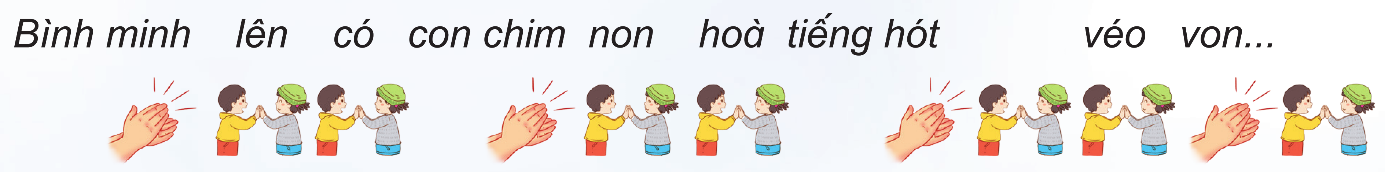 Bình minh lên có con chim non hoà tiếng hót véo von...